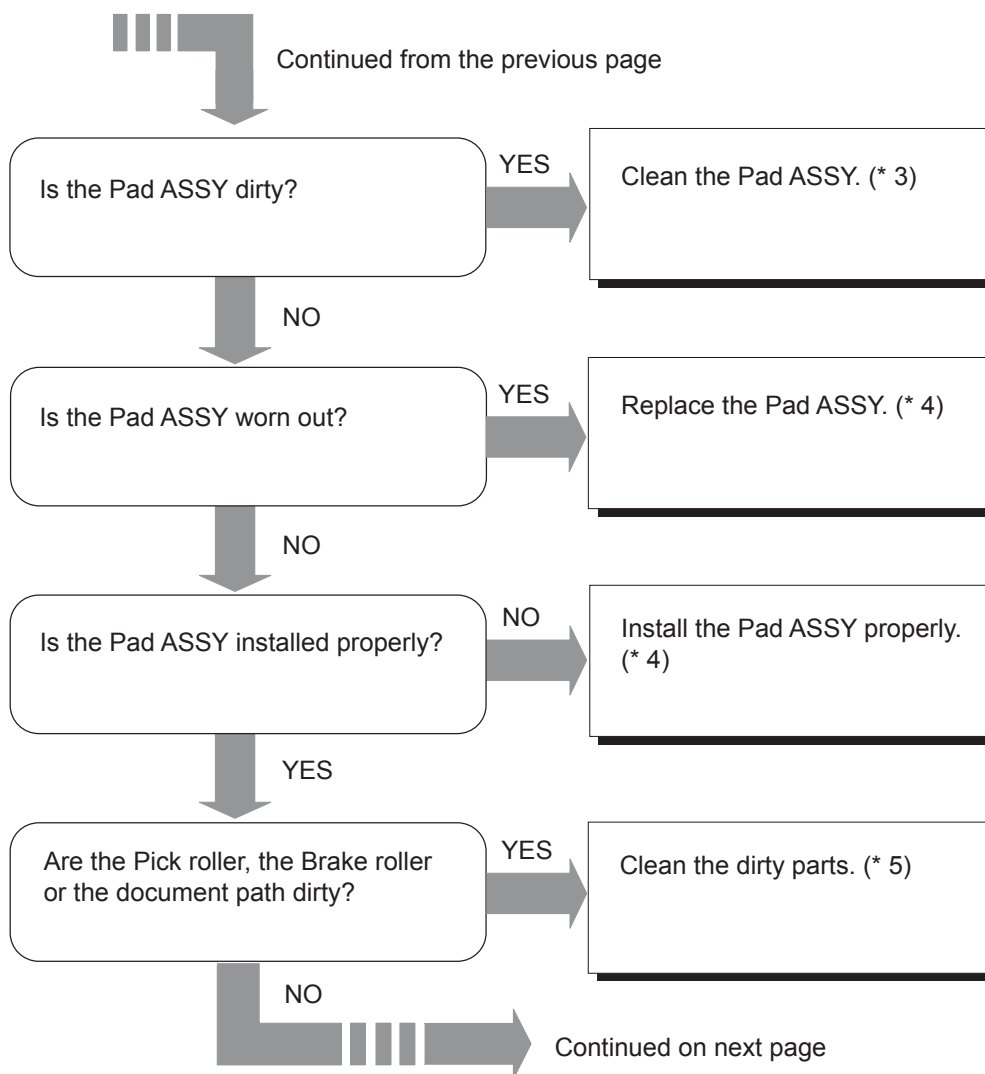 Continued from the previous page
Is the Pad ASSY dirty?
YES
Clean the Pad ASSY. (* 3)
NO
Is the Pad ASSY worn out?
YES
Replace the Pad ASSY. (* 4)
NO
Is the Pad ASSY installed properly?
NO
Install the Pad ASSY properly.
(* 4)
YES
Are the Pick roller, the Brake roller
or the document path dirty?
YES
Clean the dirty parts. (* 5)
NO
Continued on next page